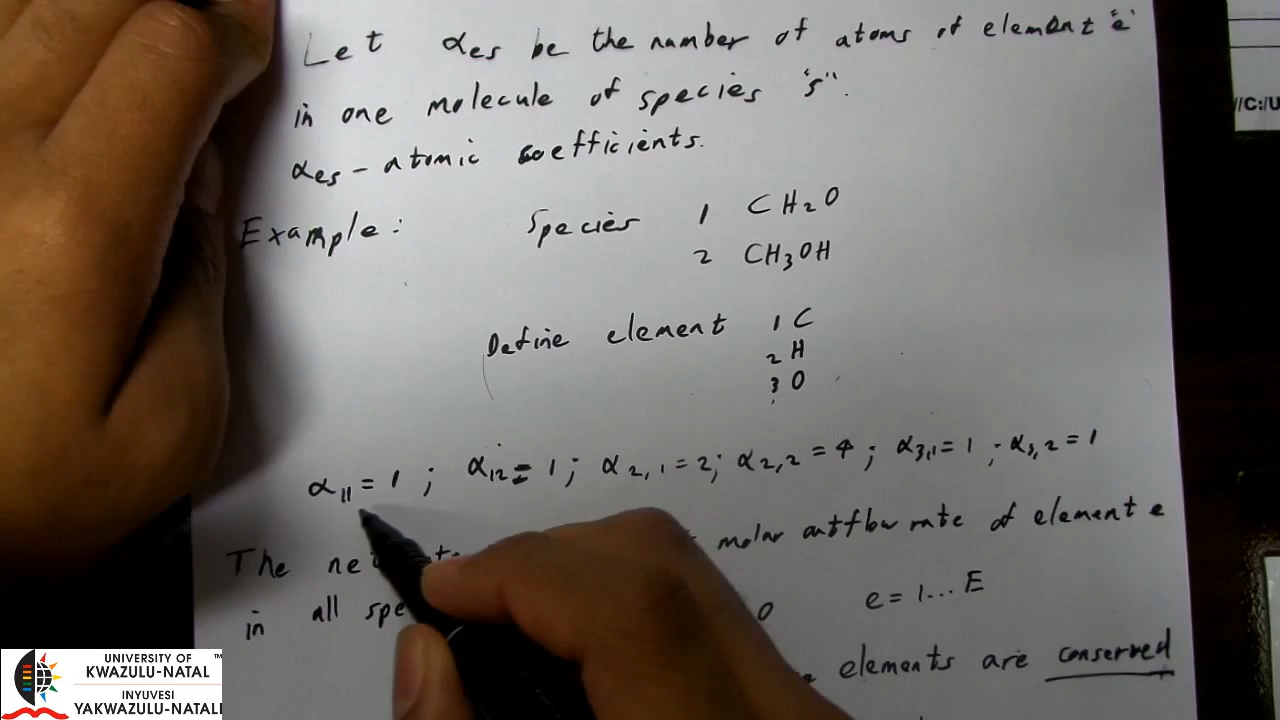 Let αes be the number of atoms of element "e"
in one molecule of species "s".
αes - atomic coefficients.
Example: Species 1 CH₂O
2 CH₃OH
Define element 1 C
2 H
3 O
α₁₁ = 1 ; α₁₂ = 1 ; α₂,₁ = 2; α₂,₂ = 4 ; α₃,₁ = 1 ; α₃,₂ = 1
The molar outflow rate of element e
in all e = 1...E
elements are conserved
//C:/U
UNIVERSITY OF
KWAZULU-NATAL
INYUVESI
YAKWAZULU-NATALI